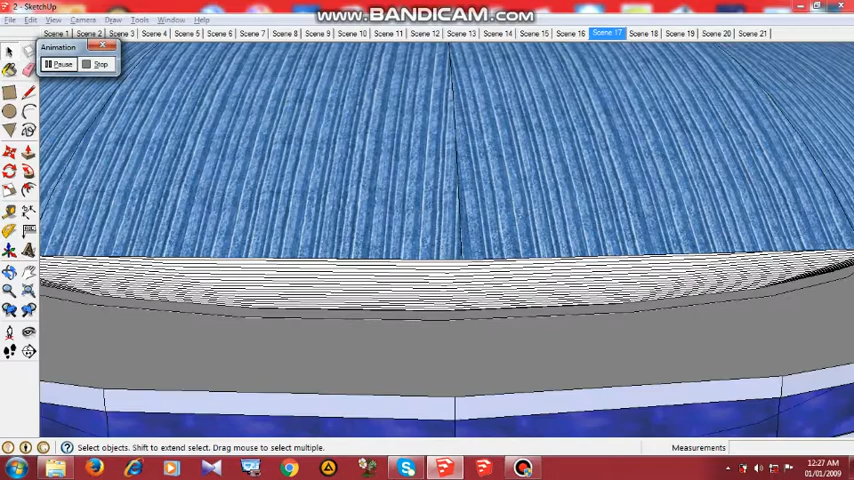 2 - SketchUp
www.BANDICAM.com
File Edit View Camera Draw Tools Window Help
Scene 1 Scene 2 Scene 3 Scene 4 Scene 5 Scene 6 Scene 7 Scene 8 Scene 9 Scene 10 Scene 11 Scene 12 Scene 13 Scene 14 Scene 15 Scene 16 Scene 17 Scene 18 Scene 19 Scene 20 Scene 21
Animation
Pause Stop
Select objects. Shift to extend select. Drag mouse to select multiple.
Measurements
12:27 AM
01/01/2009